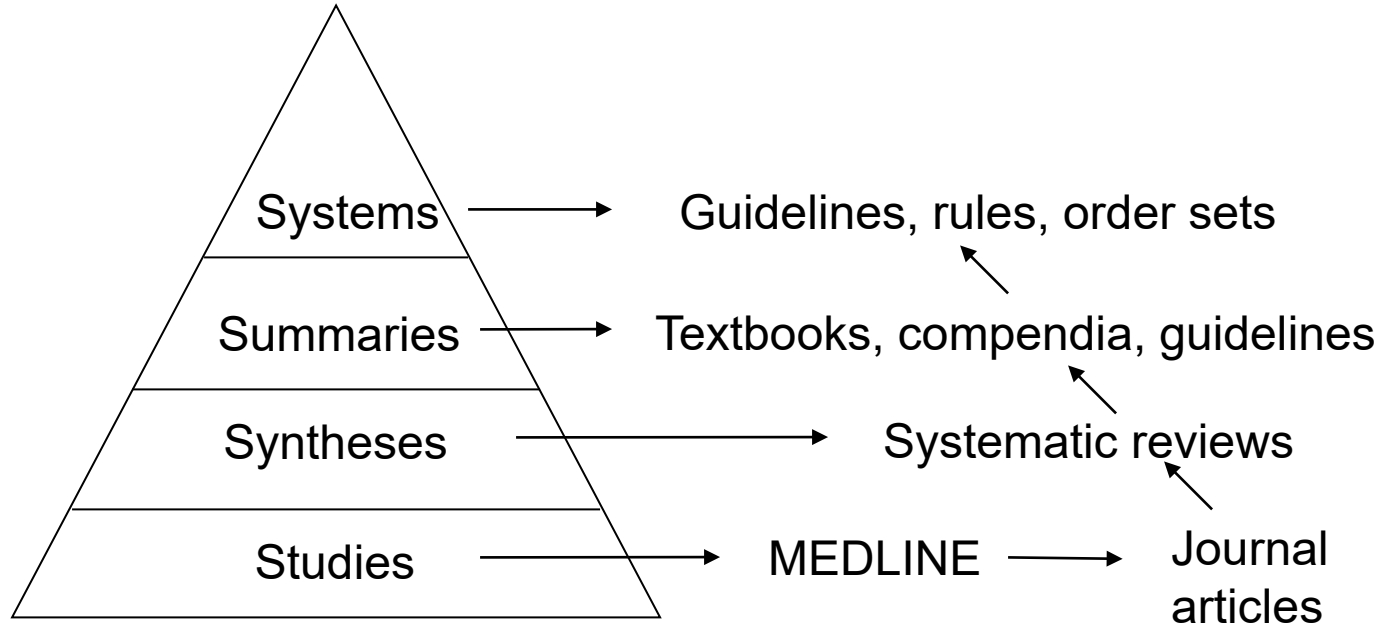 Systems
Guidelines, rules, order sets
Summaries
Textbooks, compendia, guidelines
Syntheses
Systematic reviews
Studies
MEDLINE
Journal
articles